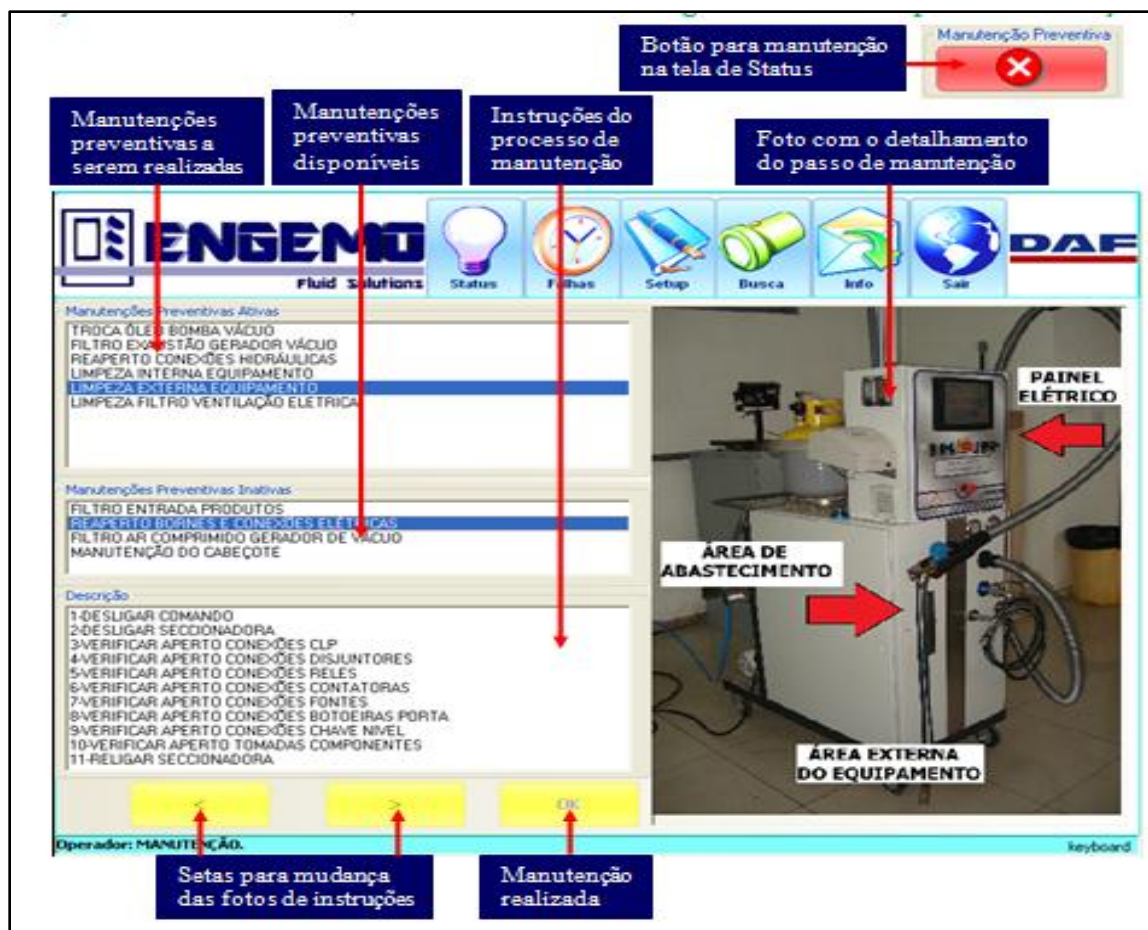 Manutenção Preventiva
Botão para manutenção
na tela de Status
Manutenções
preventivas a
serem realizadas
Manutenções
preventivas
disponíveis
Instruções do
processo de
manutenção
Foto com o detalhamento
do passo de manutenção
ENGEMO
Fluid Solutions
Status
Falhas
Setup
Busca
Info
Sair
DAF
Manutenções Preventivas Ativas
TROCA ÓLEO BOMBA VÁCUO
FILTRO EXAUSTÃO GERADOR VÁCUO
REAPERTO CONEXÕES HIDRÁULICAS
LIMPEZA INTERNA EQUIPAMENTO
LIMPEZA EXTERNA EQUIPAMENTO
LIMPEZA FILTRO VENTILAÇÃO ELETRICA
Manutenções Preventivas Inativas
FILTRO ENTRADA PRODUTOS
REAPERTO BORNES E CONEXÕES ELÉTRICAS
FILTRO AR COMPRIMIDO GERADOR DE VÁCUO
MANUTENÇÃO DO CABEÇOTE
Descrição
1-DESLIGAR COMANDO
2-DESLIGAR SECCIONADORA
3-VERIFICAR APERTO CONEXÕES CLP
4-VERIFICAR APERTO CONEXÕES DISJUNTORES
5-VERIFICAR APERTO CONEXÕES RELES
6-VERIFICAR APERTO CONEXÕES CONTATORAS
7-VERIFICAR APERTO CONEXÕES FONTES
8-VERIFICAR APERTO CONEXÕES BOTOEIRAS PORTA
9-VERIFICAR APERTO CONEXÕES CHAVE NIVEL
10-VERIFICAR APERTO TOMADAS COMPONENTES
11-RELIGAR SECCIONADORA
PAINEL
ELÉTRICO
ÁREA DE
ABASTECIMENTO
ÁREA EXTERNA
DO EQUIPAMENTO
<
>
OK
Operador: MANUTENÇÃO.
keyboard
Setas para mudança
das fotos de instruções
Manutenção
realizada